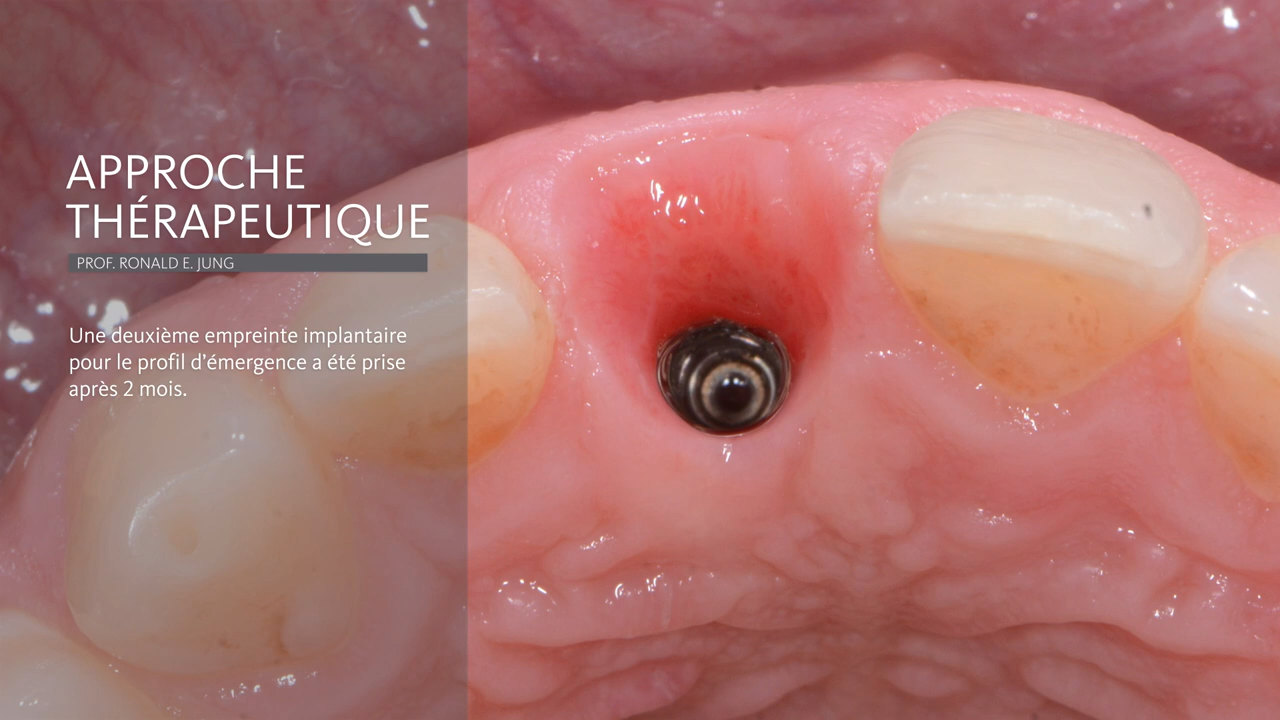 APPROCHE
THÉRAPEUTIQUE
PROF. RONALD E. JUNG
Une deuxième empreinte implantaire
pour le profil d’émergence a été prise
après 2 mois.